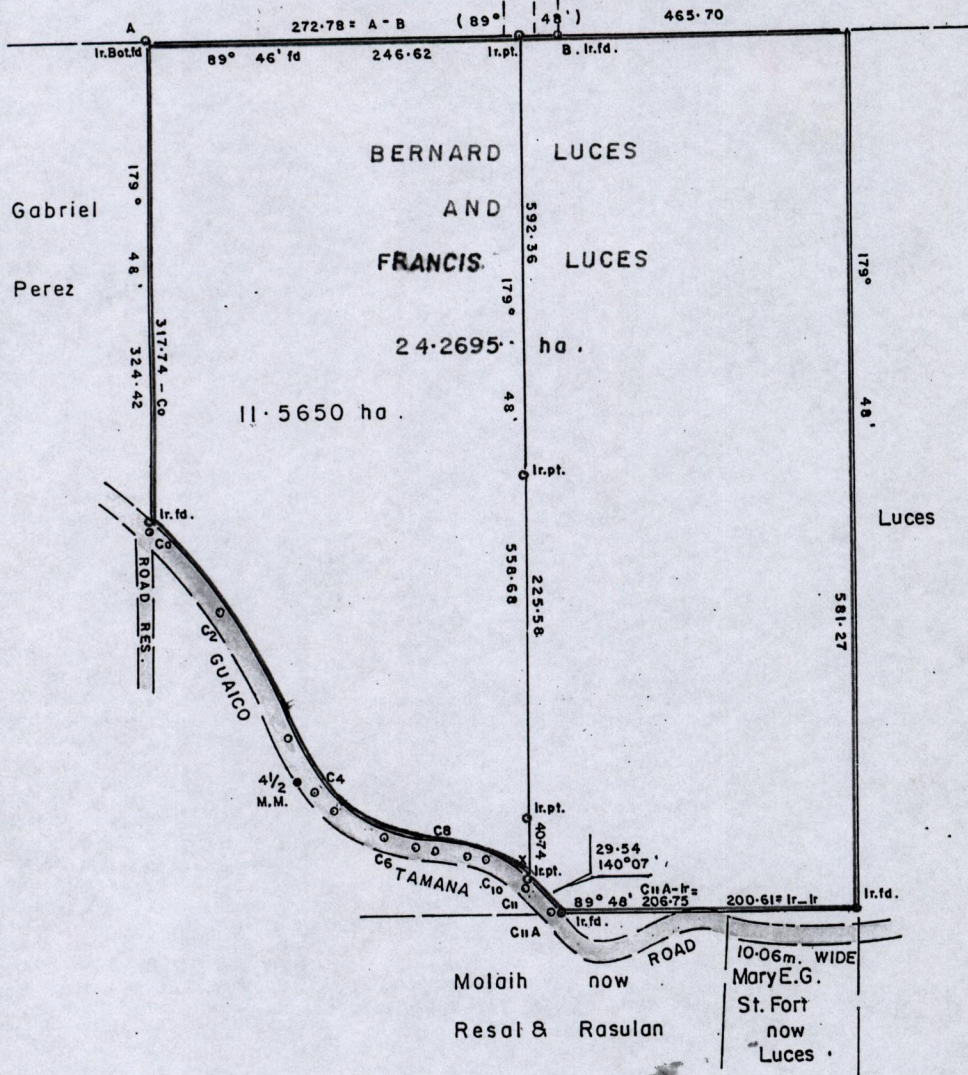 272·78 = A - B (89° 48') 465·70
A
Ir.Bot.fd 89° 46' fd 246·62 Ir.pt. B. Ir.fd.
BERNARD LUCES
AND
FRANCIS LUCES
Gabriel
Perez
179° 48'
317·74 - Co
324·42
592·36
179° 48'
179° 48'
24·2695 ha.
11·5650 ha.
Ir.pt.
Luces
Ir.fd.
Co
ROAD RES.
558·68
225·58
581·27
C2
GUAICO
4½
M.M.
C4
Ir.pt.
C8
40·74
C6
TAMANA
C10
x
Ir.pt.
29·54
140°07'
C11
C11A
89° 48' C11A-Ir=
206·75
200·61= Ir-Ir
Ir.fd.
Ir.fd.
ROAD
10·06m. WIDE
Molaih now
Resal & Rasulan
Mary E.G.
St. Fort
now
Luces